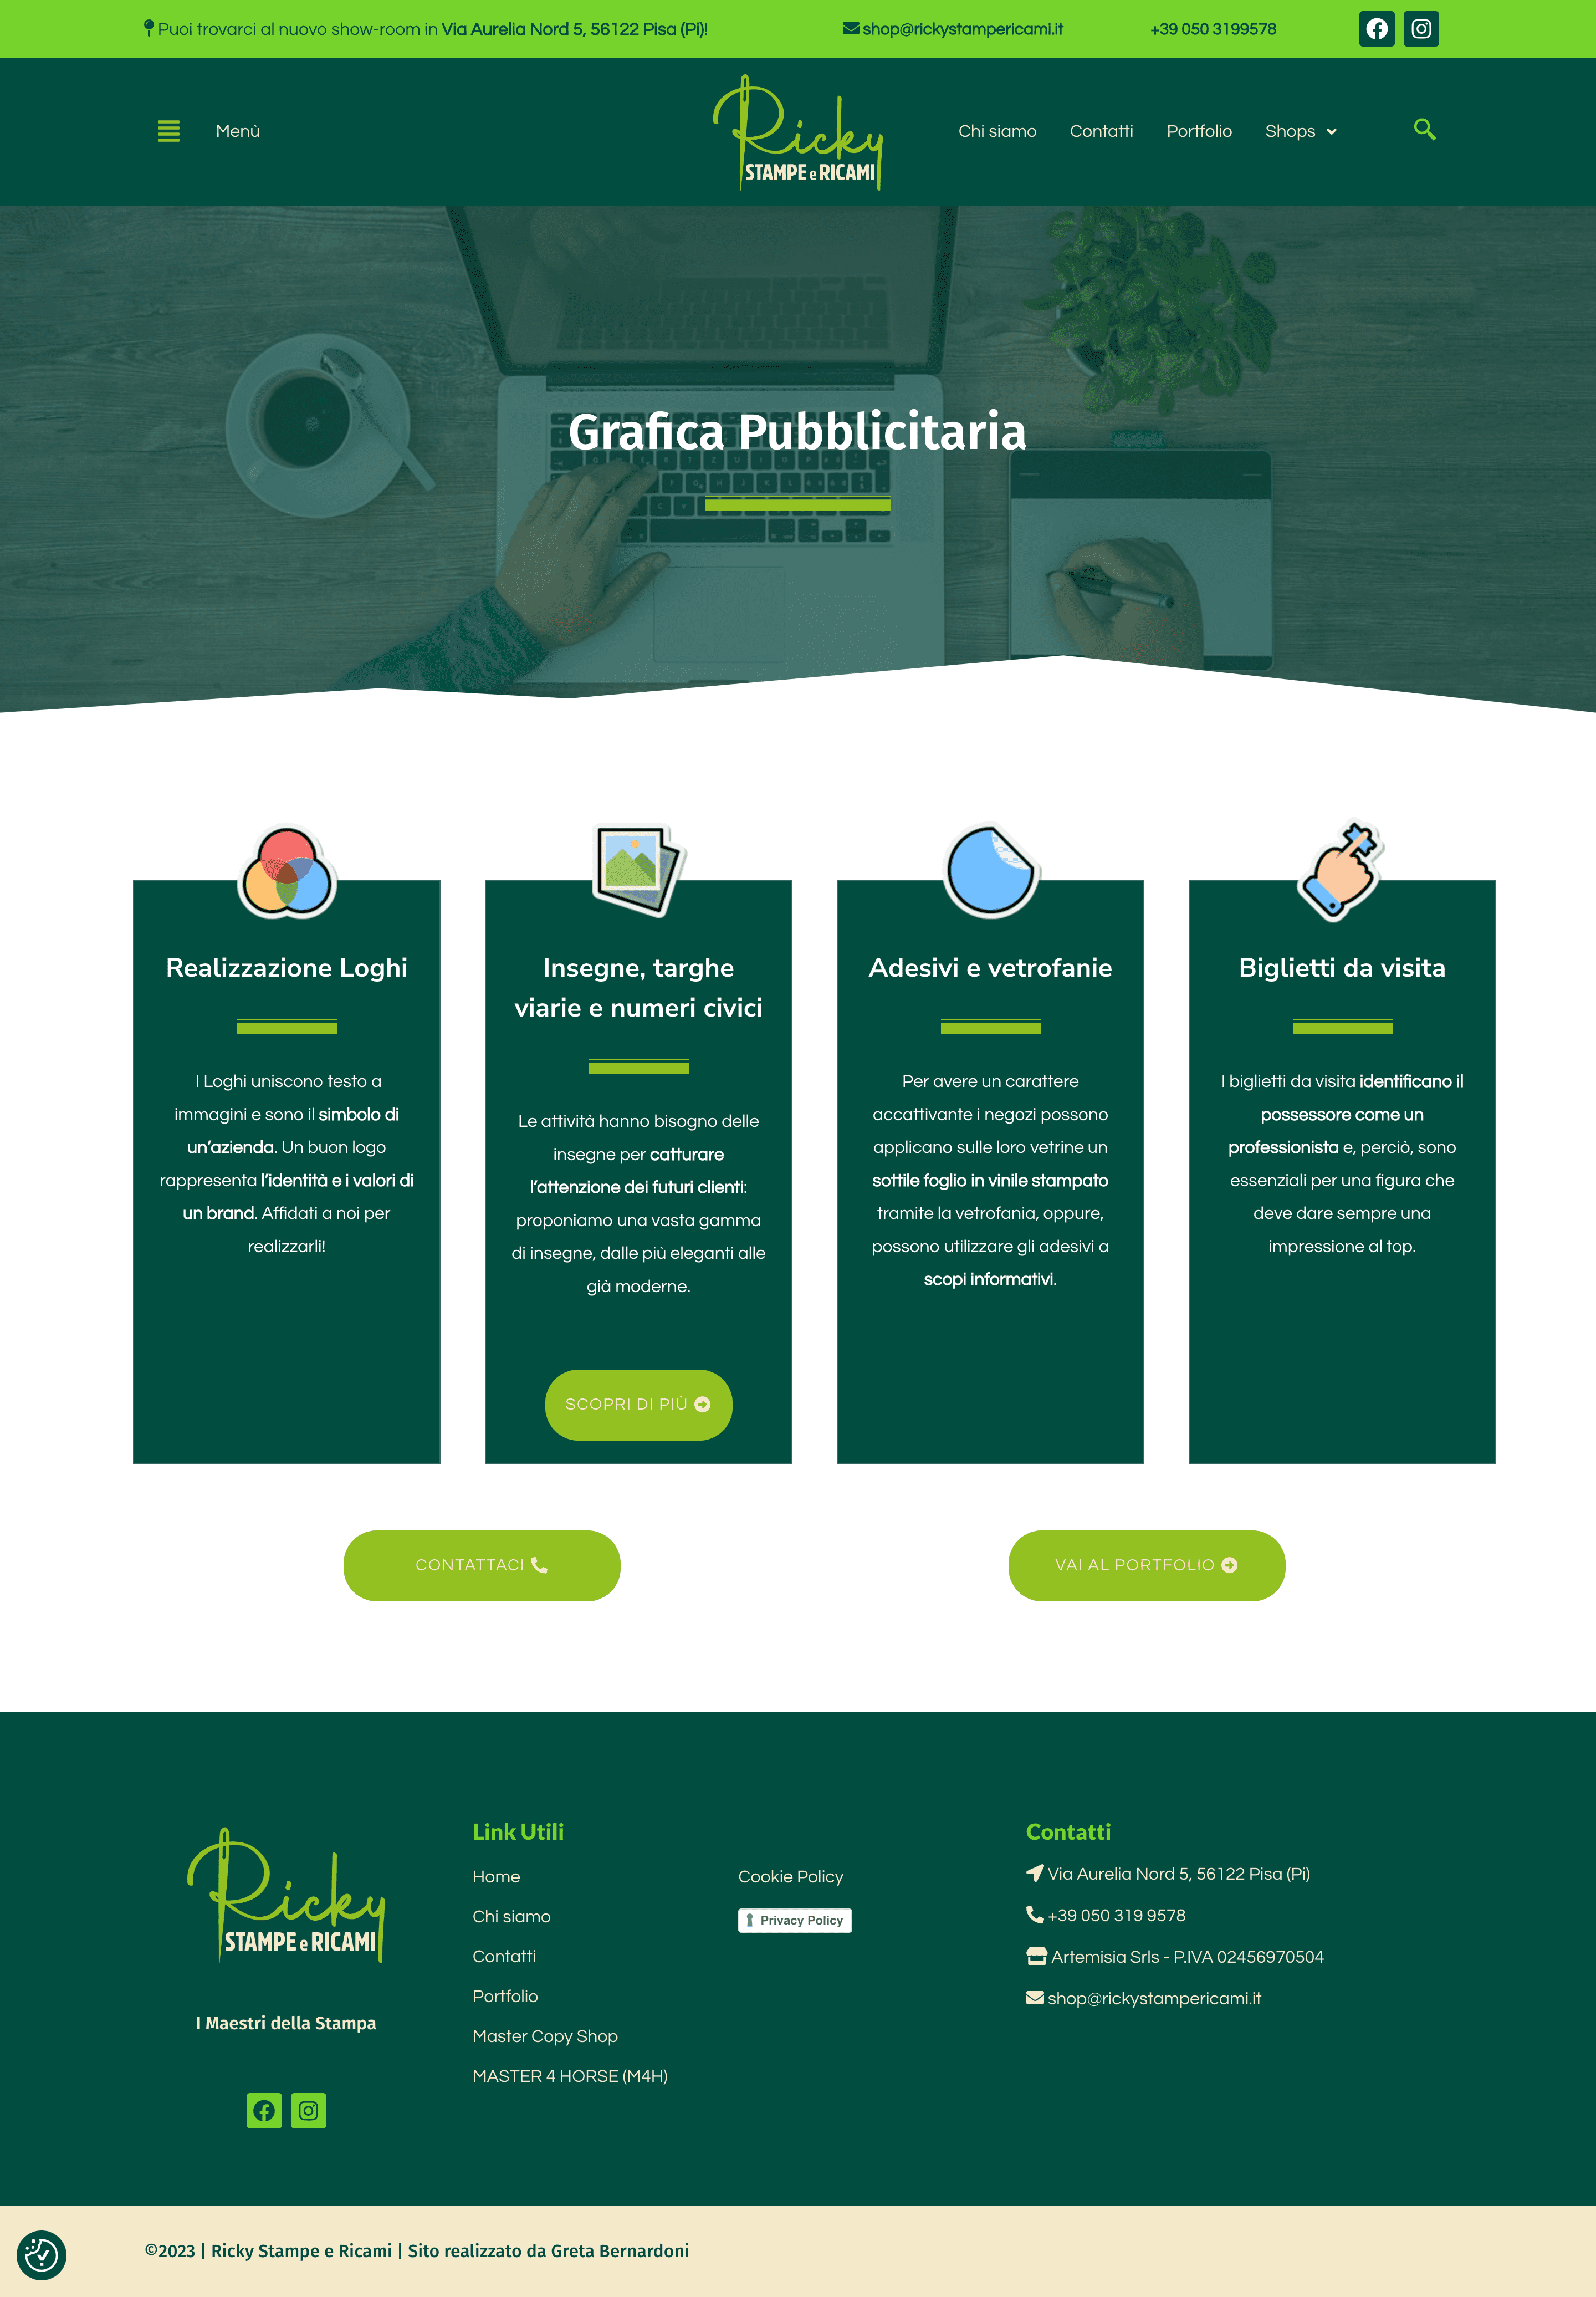 Puoi trovarci al nuovo show-room in Via Aurelia Nord 5, 56122 Pisa (Pi)!
shop@rickystampericami.it
+39 050 3199578
Menù
Ricky
STAMPE e RICAMI
Chi siamo
Contatti
Portfolio
Shops
Grafica Pubblicitaria
Realizzazione Loghi
I Loghi uniscono testo a
immagini e sono il simbolo di
un’azienda. Un buon logo
rappresenta l’identità e i valori di
un brand. Affidati a noi per
realizzarli!
Insegne, targhe
viarie e numeri civici
Le attività hanno bisogno delle
insegne per catturare
l’attenzione dei futuri clienti:
proponiamo una vasta gamma
di insegne, dalle più eleganti alle
già moderne.
SCOPRI DI PIÙ
Adesivi e vetrofanie
Per avere un carattere
accattivante i negozi possono
applicano sulle loro vetrine un
sottile foglio in vinile stampato
tramite la vetrofania, oppure,
possono utilizzare gli adesivi a
scopi informativi.
Biglietti da visita
I biglietti da visita identificano il
possessore come un
professionista e, perciò, sono
essenziali per una figura che
deve dare sempre una
impressione al top.
CONTATTACI
VAI AL PORTFOLIO
Ricky
STAMPE e RICAMI
I Maestri della Stampa
Link Utili
Home
Chi siamo
Contatti
Portfolio
Master Copy Shop
MASTER 4 HORSE (M4H)
Cookie Policy
Privacy Policy
Contatti
Via Aurelia Nord 5, 56122 Pisa (Pi)
+39 050 319 9578
Artemisia Srls - P.IVA 02456970504
shop@rickystampericami.it
©2023 | Ricky Stampe e Ricami | Sito realizzato da Greta Bernardoni